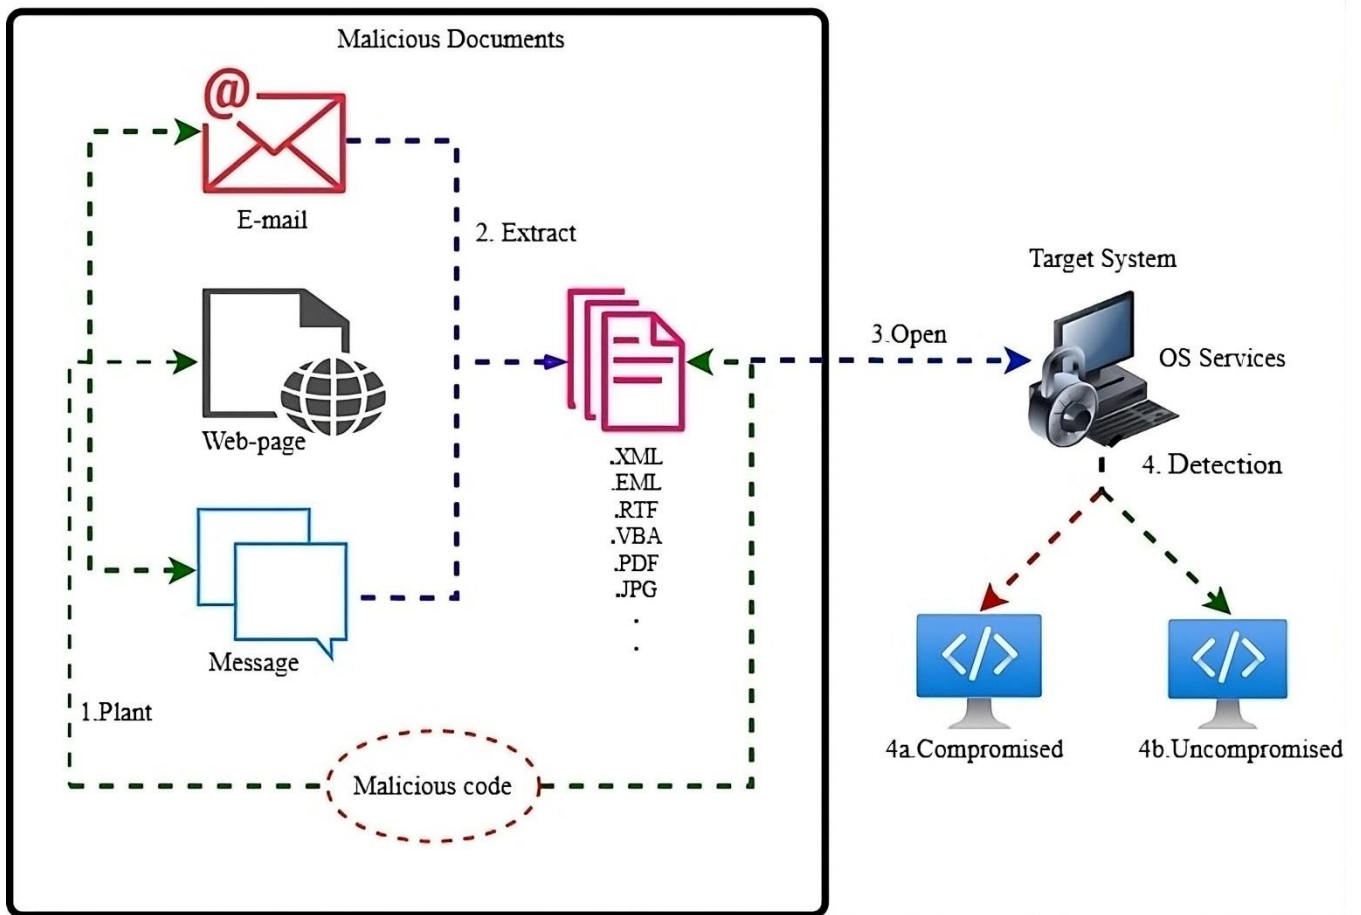 Malicious Documents
@
E-mail
2. Extract
Web-page
Message
1.Plant
Malicious code
.XML
.EML
.RTF
.VBA
.PDF
.JPG
.
.
3.Open
Target System
OS Services
4. Detection
</>
</>
4a.Compromised
4b.Uncompromised